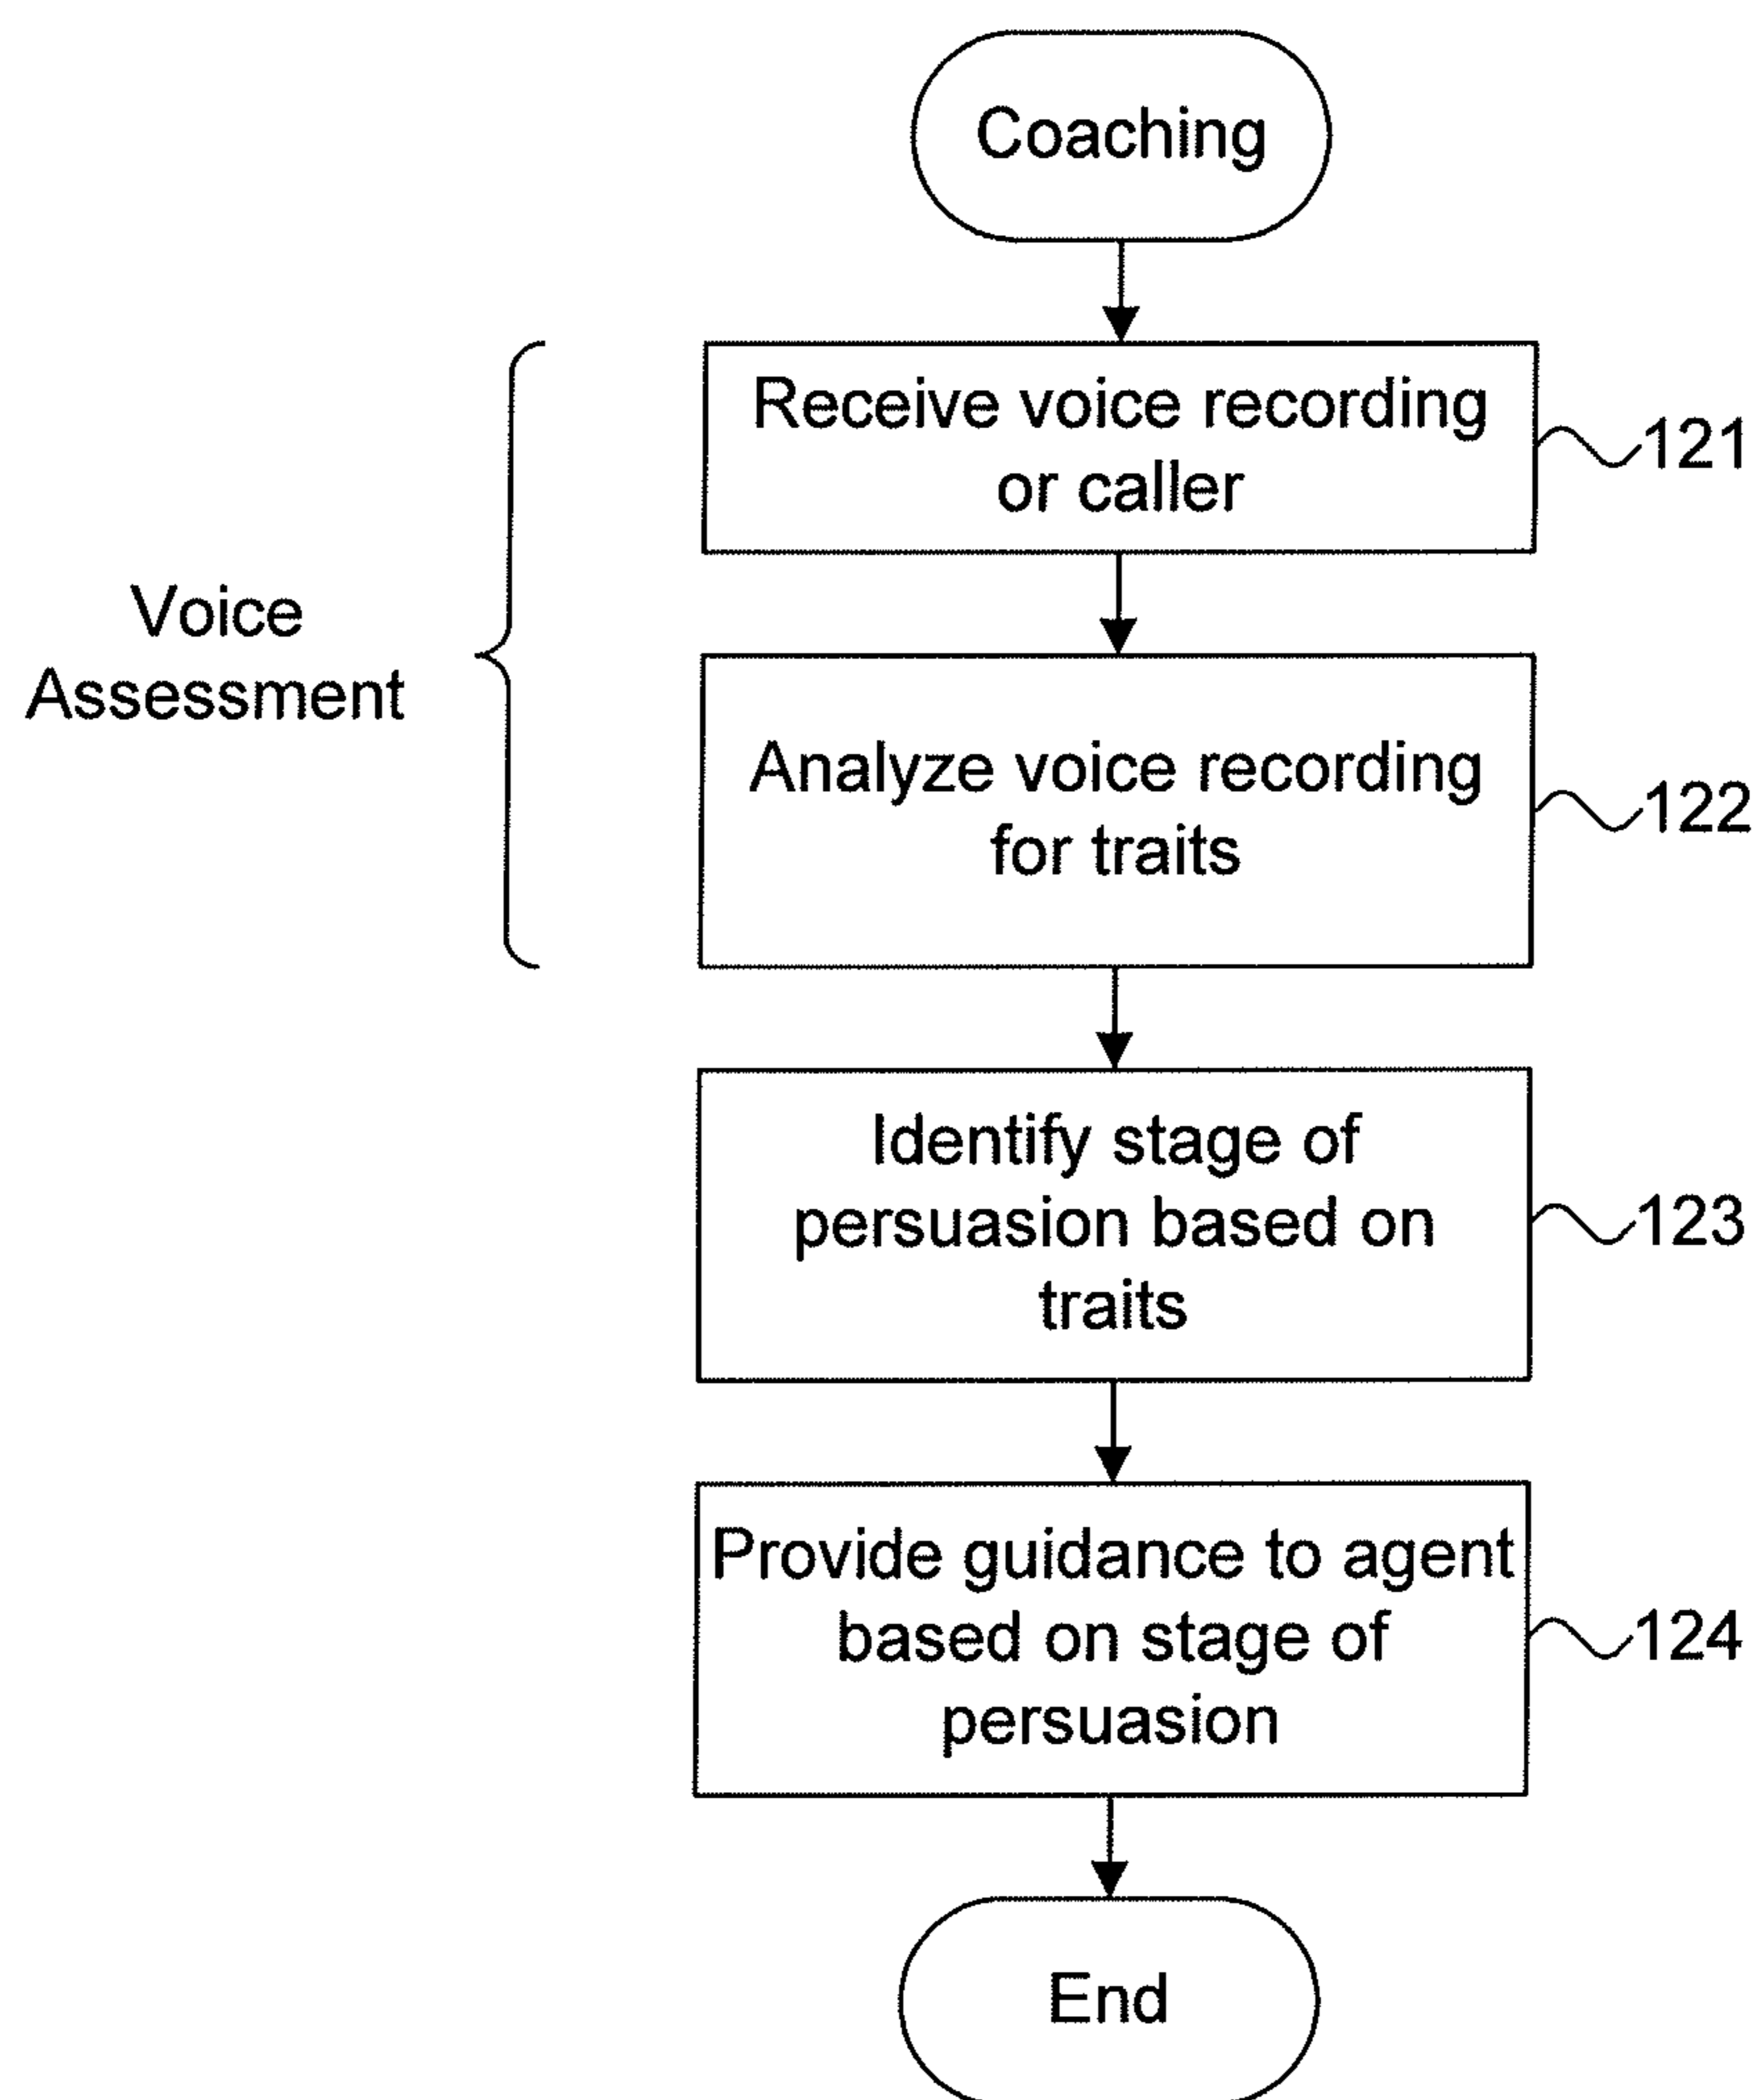 Coaching
Receive voice recording
or caller
121
Voice
Assessment
Analyze voice recording
for traits
122
Identify stage of
persuasion based on
traits
123
Provide guidance to agent
based on stage of
persuasion
124
End